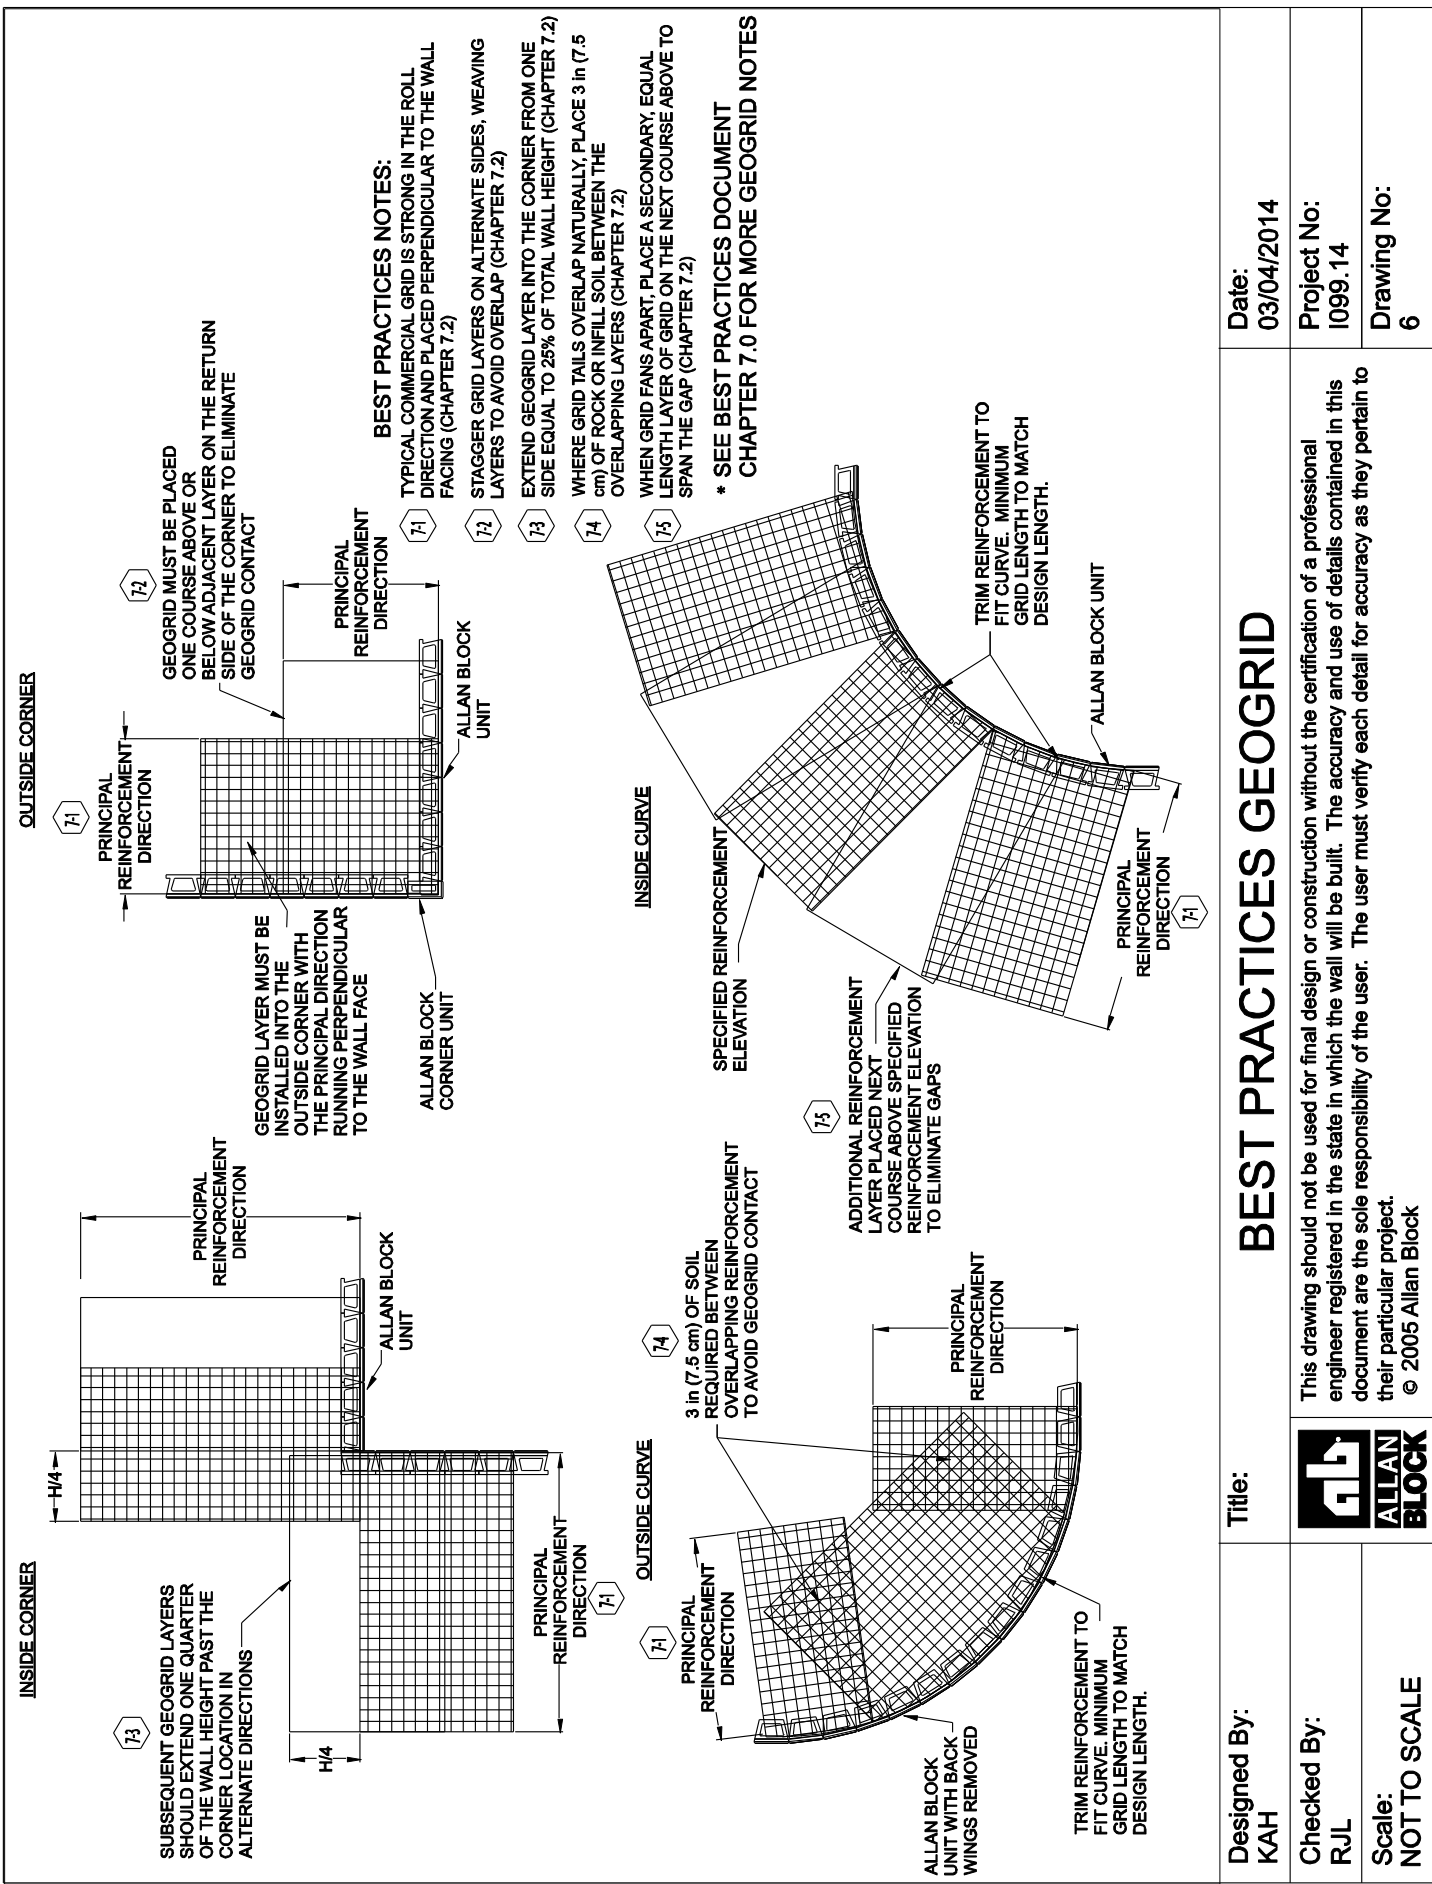 INSIDE CORNER
7-3
SUBSEQUENT GEOGRID LAYERS
SHOULD EXTEND ONE QUARTER
OF THE WALL HEIGHT PAST THE
CORNER LOCATION IN
ALTERNATE DIRECTIONS
H/4
H/4
PRINCIPAL
REINFORCEMENT
DIRECTION
ALLAN BLOCK
UNIT
PRINCIPAL
REINFORCEMENT
DIRECTION
7-1
OUTSIDE CORNER
7-1
PRINCIPAL
REINFORCEMENT
DIRECTION
GEOGRID LAYER MUST BE
INSTALLED INTO THE
OUTSIDE CORNER WITH
THE PRINCIPAL DIRECTION
RUNNING PERPENDICULAR
TO THE WALL FACE
ALLAN BLOCK
CORNER UNIT
7-2
GEOGRID MUST BE PLACED
ONE COURSE ABOVE OR
BELOW ADJACENT LAYER ON THE RETURN
SIDE OF THE CORNER TO ELIMINATE
GEOGRID CONTACT
PRINCIPAL
REINFORCEMENT
DIRECTION
ALLAN BLOCK
UNIT
BEST PRACTICES NOTES:
7-1
TYPICAL COMMERCIAL GRID IS STRONG IN THE ROLL
DIRECTION AND PLACED PERPENDICULAR TO THE WALL
FACING (CHAPTER 7.2)
7-2
STAGGER GRID LAYERS ON ALTERNATE SIDES, WEAVING
LAYERS TO AVOID OVERLAP (CHAPTER 7.2)
7-3
EXTEND GEOGRID LAYER INTO THE CORNER FROM ONE
SIDE EQUAL TO 25% OF TOTAL WALL HEIGHT (CHAPTER 7.2)
7-4
WHERE GRID TAILS OVERLAP NATURALLY, PLACE 3 in (7.5
cm) OF ROCK OR INFILL SOIL BETWEEN THE
OVERLAPPING LAYERS (CHAPTER 7.2)
7-5
WHEN GRID FANS APART, PLACE A SECONDARY, EQUAL
LENGTH LAYER OF GRID ON THE NEXT COURSE ABOVE TO
SPAN THE GAP (CHAPTER 7.2)
* SEE BEST PRACTICES DOCUMENT
CHAPTER 7.0 FOR MORE GEOGRID NOTES
OUTSIDE CURVE
7-1
PRINCIPAL
REINFORCEMENT
DIRECTION
7-4
3 in (7.5 cm) OF SOIL
REQUIRED BETWEEN
OVERLAPPING REINFORCEMENT
TO AVOID GEOGRID CONTACT
PRINCIPAL
REINFORCEMENT
DIRECTION
ALLAN BLOCK
UNIT WITH BACK
WINGS REMOVED
TRIM REINFORCEMENT TO
FIT CURVE. MINIMUM
GRID LENGTH TO MATCH
DESIGN LENGTH.
INSIDE CURVE
SPECIFIED REINFORCEMENT
ELEVATION
7-5
ADDITIONAL REINFORCEMENT
LAYER PLACED NEXT
COURSE ABOVE SPECIFIED
REINFORCEMENT ELEVATION
TO ELIMINATE GAPS
TRIM REINFORCEMENT TO
FIT CURVE. MINIMUM
GRID LENGTH TO MATCH
DESIGN LENGTH.
ALLAN BLOCK UNIT
PRINCIPAL
REINFORCEMENT
DIRECTION
7-1
Designed By:
KAH
Checked By:
RJL
Scale:
NOT TO SCALE
Title:
BEST PRACTICES GEOGRID
ab
ALLAN
BLOCK
This drawing should not be used for final design or construction without the certification of a professional
engineer registered in the state in which the wall will be built. The accuracy and use of details contained in this
document are the sole responsibility of the user. The user must verify each detail for accuracy as they pertain to
their particular project.
© 2005 Allan Block
Date:
03/04/2014
Project No:
I099.14
Drawing No:
6